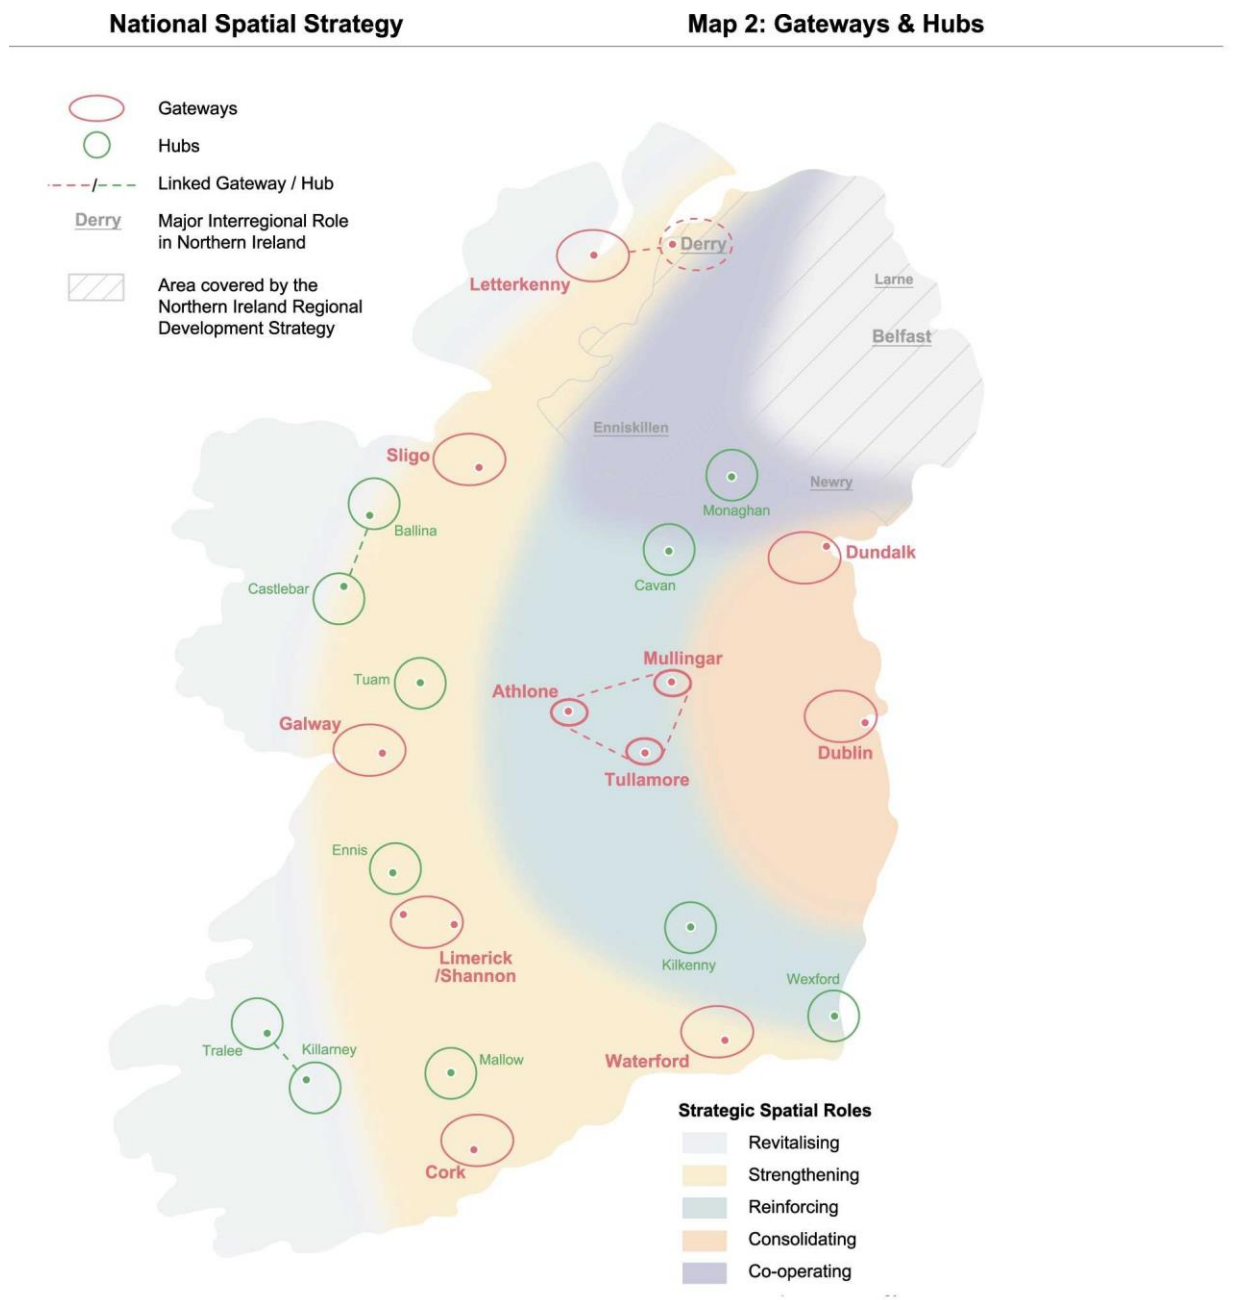 National Spatial Strategy
Map 2: Gateways & Hubs
Gateways
Hubs
Linked Gateway / Hub
Derry
Major Interregional Role
in Northern Ireland
Area covered by the
Northern Ireland Regional
Development Strategy
Derry
Letterkenny
Larne
Belfast
Enniskillen
Sligo
Newry
Monaghan
Ballina
Dundalk
Castlebar
Cavan
Mullingar
Tuam
Athlone
Galway
Dublin
Tullamore
Ennis
Limerick
/Shannon
Kilkenny
Wexford
Tralee
Killarney
Mallow
Waterford
Cork
Strategic Spatial Roles
Revitalising
Strengthening
Reinforcing
Consolidating
Co-operating